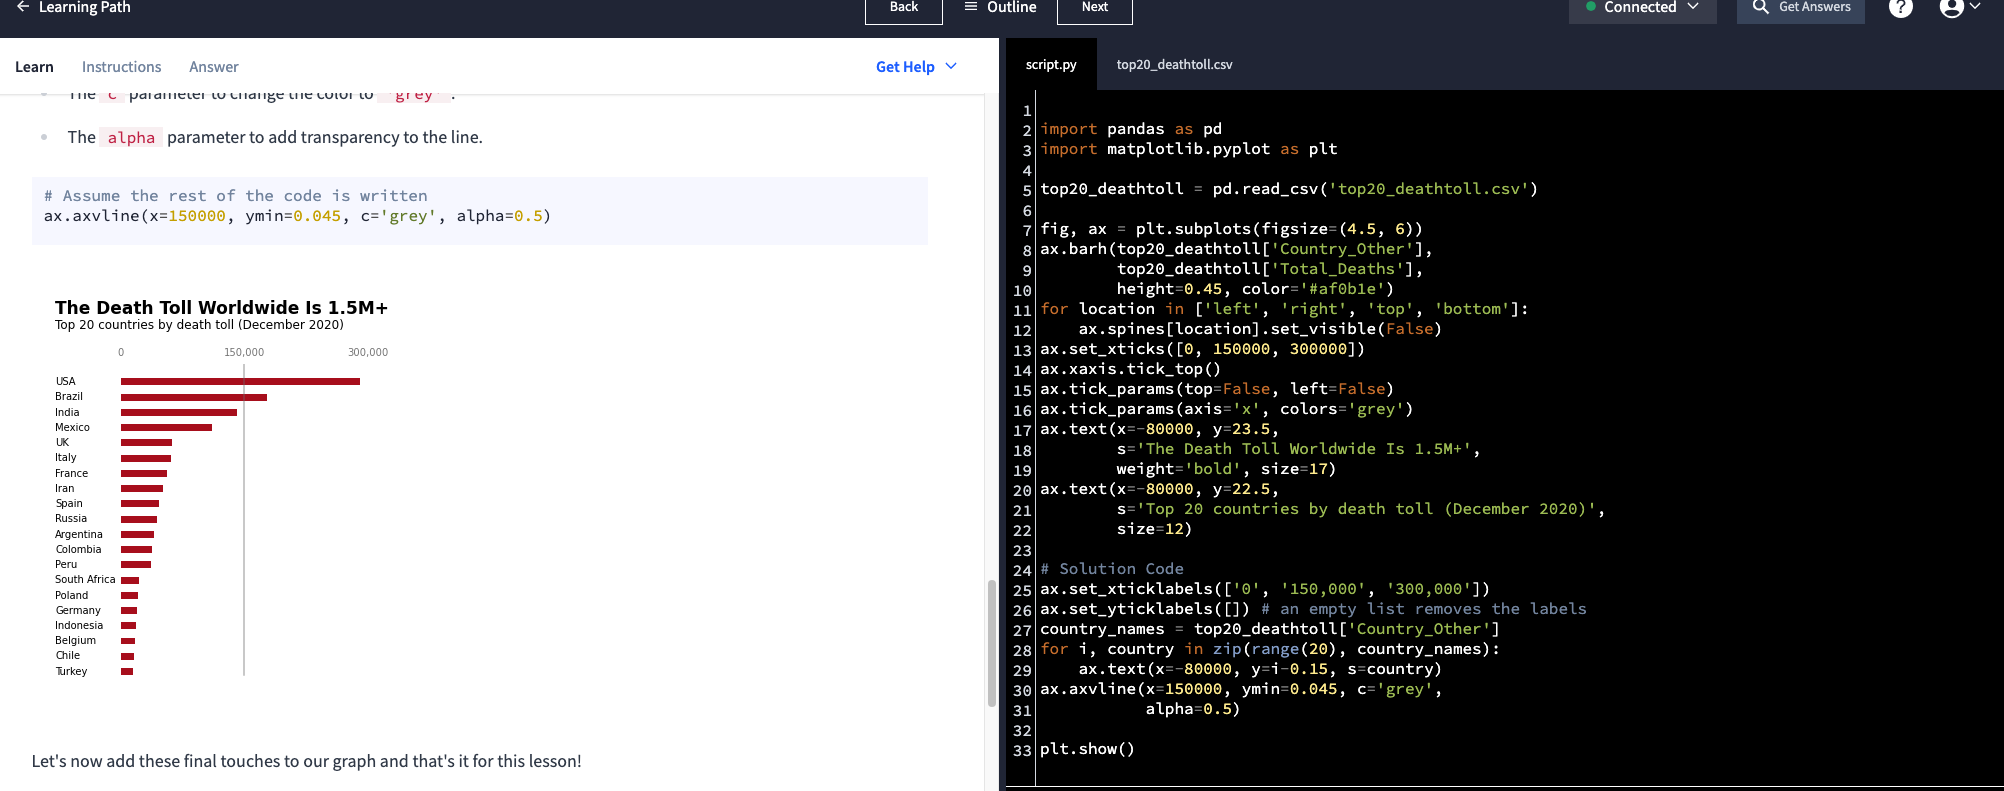 Learning Path
Back
Outline
Next
Connected
Get Answers
?
Learn
Instructions
Answer
Get Help
The c parameter to change the color to 'grey'.
The alpha parameter to add transparency to the line.
# Assume the rest of the code is written
ax.axvline(x=150000, ymin=0.045, c='grey', alpha=0.5)
The Death Toll Worldwide Is 1.5M+
Top 20 countries by death toll (December 2020)
0 150,000 300,000
USA
Brazil
India
Mexico
UK
Italy
France
Iran
Spain
Russia
Argentina
Colombia
Peru
South Africa
Poland
Germany
Indonesia
Belgium
Chile
Turkey
Let's now add these final touches to our graph and that's it for this lesson!
script.py
top20_deathtoll.csv
1
2 import pandas as pd
3 import matplotlib.pyplot as plt
4
5 top20_deathtoll = pd.read_csv('top20_deathtoll.csv')
6
7 fig, ax = plt.subplots(figsize=(4.5, 6))
8 ax.barh(top20_deathtoll['Country_Other'],
9         top20_deathtoll['Total_Deaths'],
10         height=0.45, color='#af0b1e')
11 for location in ['left', 'right', 'top', 'bottom']:
12     ax.spines[location].set_visible(False)
13 ax.set_xticks([0, 150000, 300000])
14 ax.xaxis.tick_top()
15 ax.tick_params(top=False, left=False)
16 ax.tick_params(axis='x', colors='grey')
17 ax.text(x=-80000, y=23.5,
18         s='The Death Toll Worldwide Is 1.5M+',
19         weight='bold', size=17)
20 ax.text(x=-80000, y=22.5,
21         s='Top 20 countries by death toll (December 2020)',
22         size=12)
23
24 # Solution Code
25 ax.set_xticklabels(['0', '150,000', '300,000'])
26 ax.set_yticklabels([]) # an empty list removes the labels
27 country_names = top20_deathtoll['Country_Other']
28 for i, country in zip(range(20), country_names):
29     ax.text(x=-80000, y=i-0.15, s=country)
30 ax.axvline(x=150000, ymin=0.045, c='grey',
31            alpha=0.5)
32
33 plt.show()